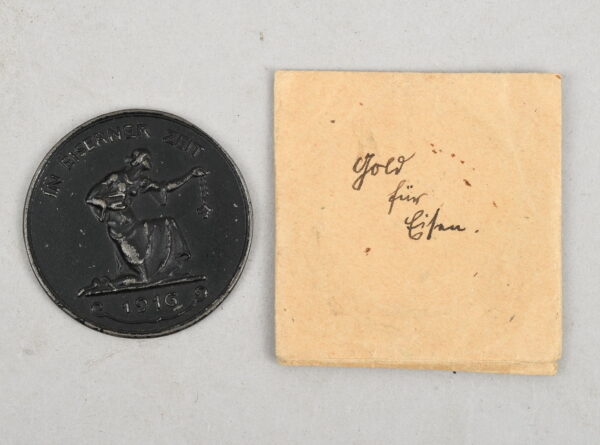 IN EISERNER ZEIT
1916
Gold
für
Eisen.